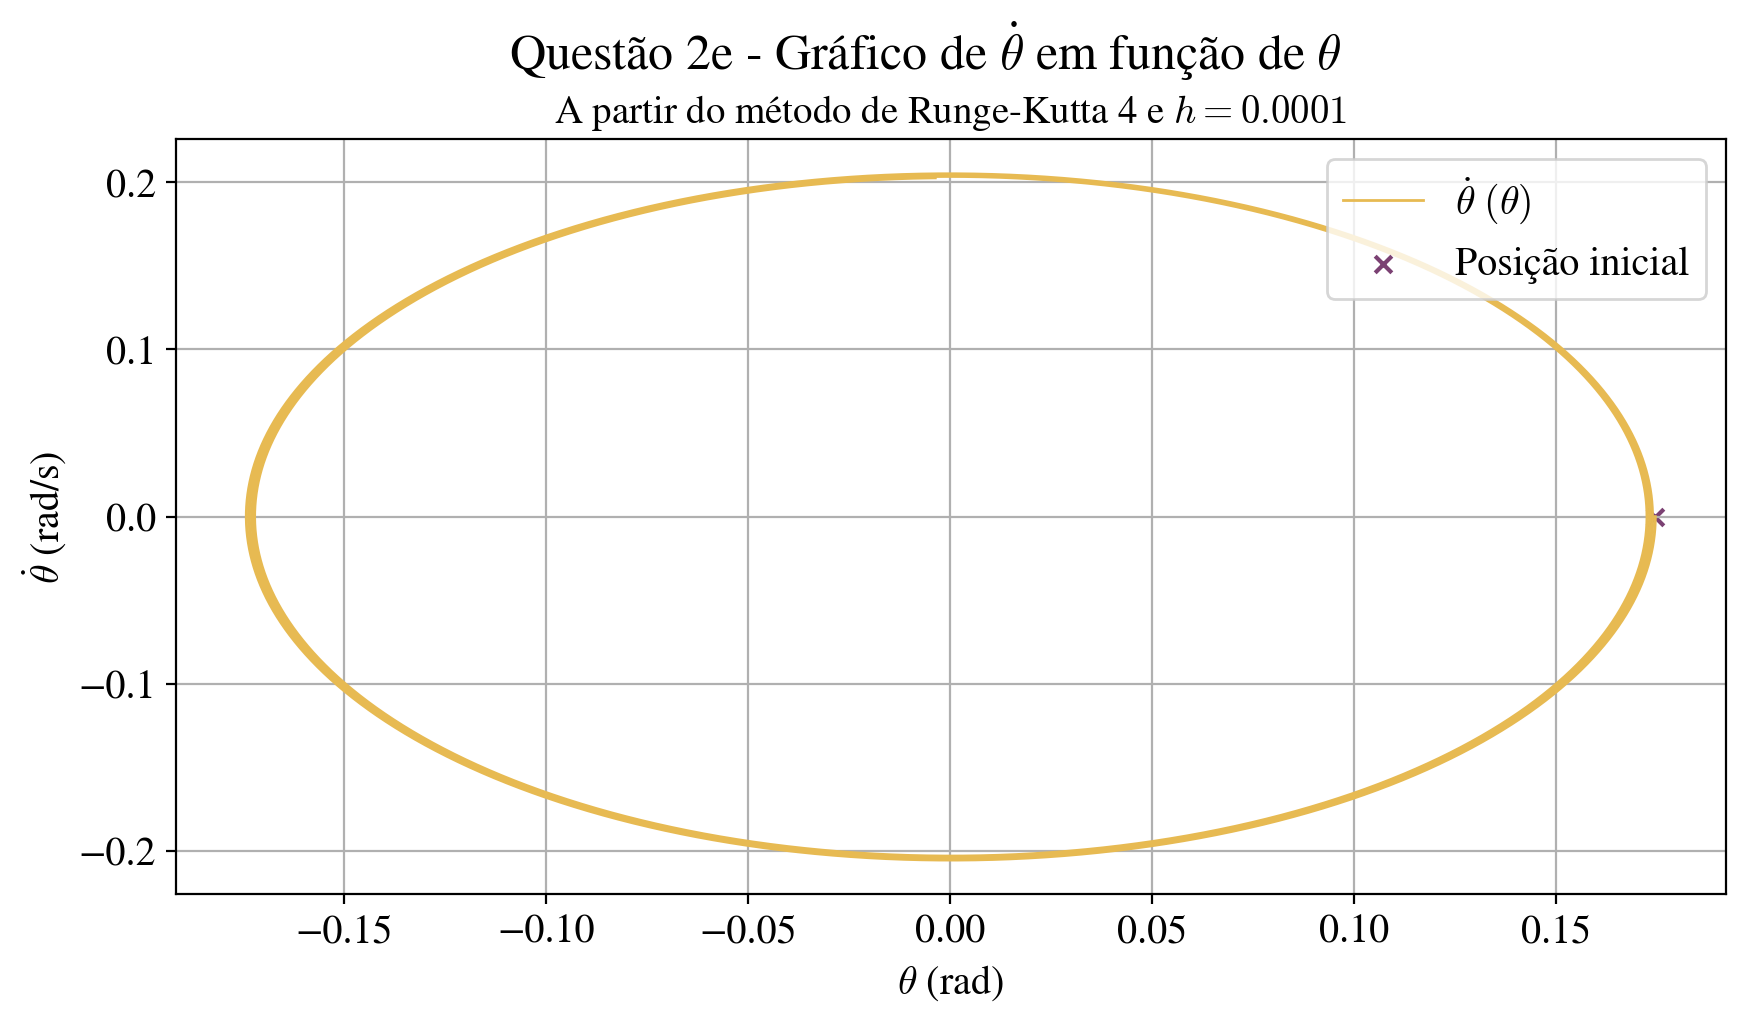 Questão 2e - Gráfico de θ̇ em função de θ
A partir do método de Runge-Kutta 4 e h = 0.0001
θ̇ (θ)
Posição inicial
0.2
0.1
0.0
−0.1
−0.2
θ̇ (rad/s)
−0.15 −0.10 −0.05 0.00 0.05 0.10 0.15
θ (rad)